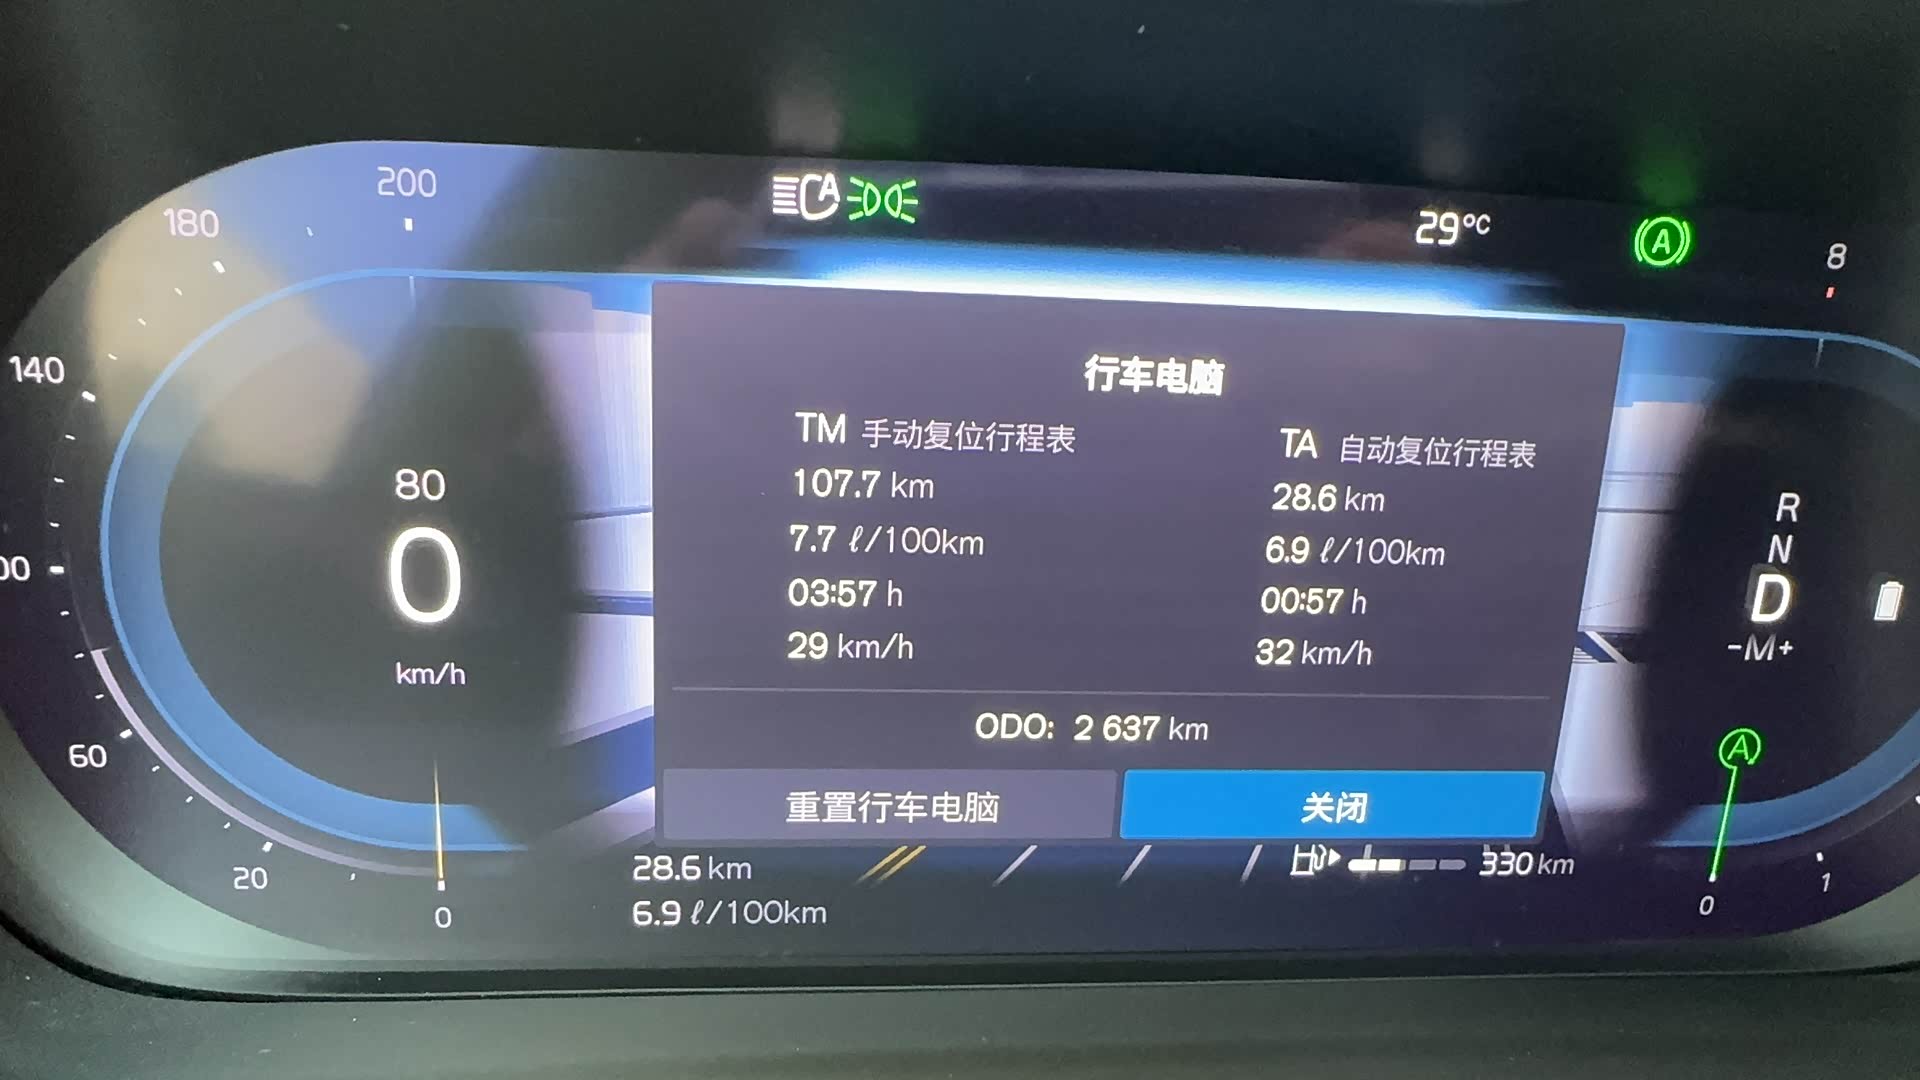 200
180
29°C
A
8
140
行车电脑
TM 手动复位行程表
TA 自动复位行程表
80
107.7 km
28.6 km
R
0
7.7 ℓ/100km
6.9 ℓ/100km
N
00
03:57 h
00:57 h
D
km/h
29 km/h
32 km/h
-M+
60
ODO: 2 637 km
A
重置行车电脑
关闭
20
28.6 km
330 km
1
0
6.9 ℓ/100km
0